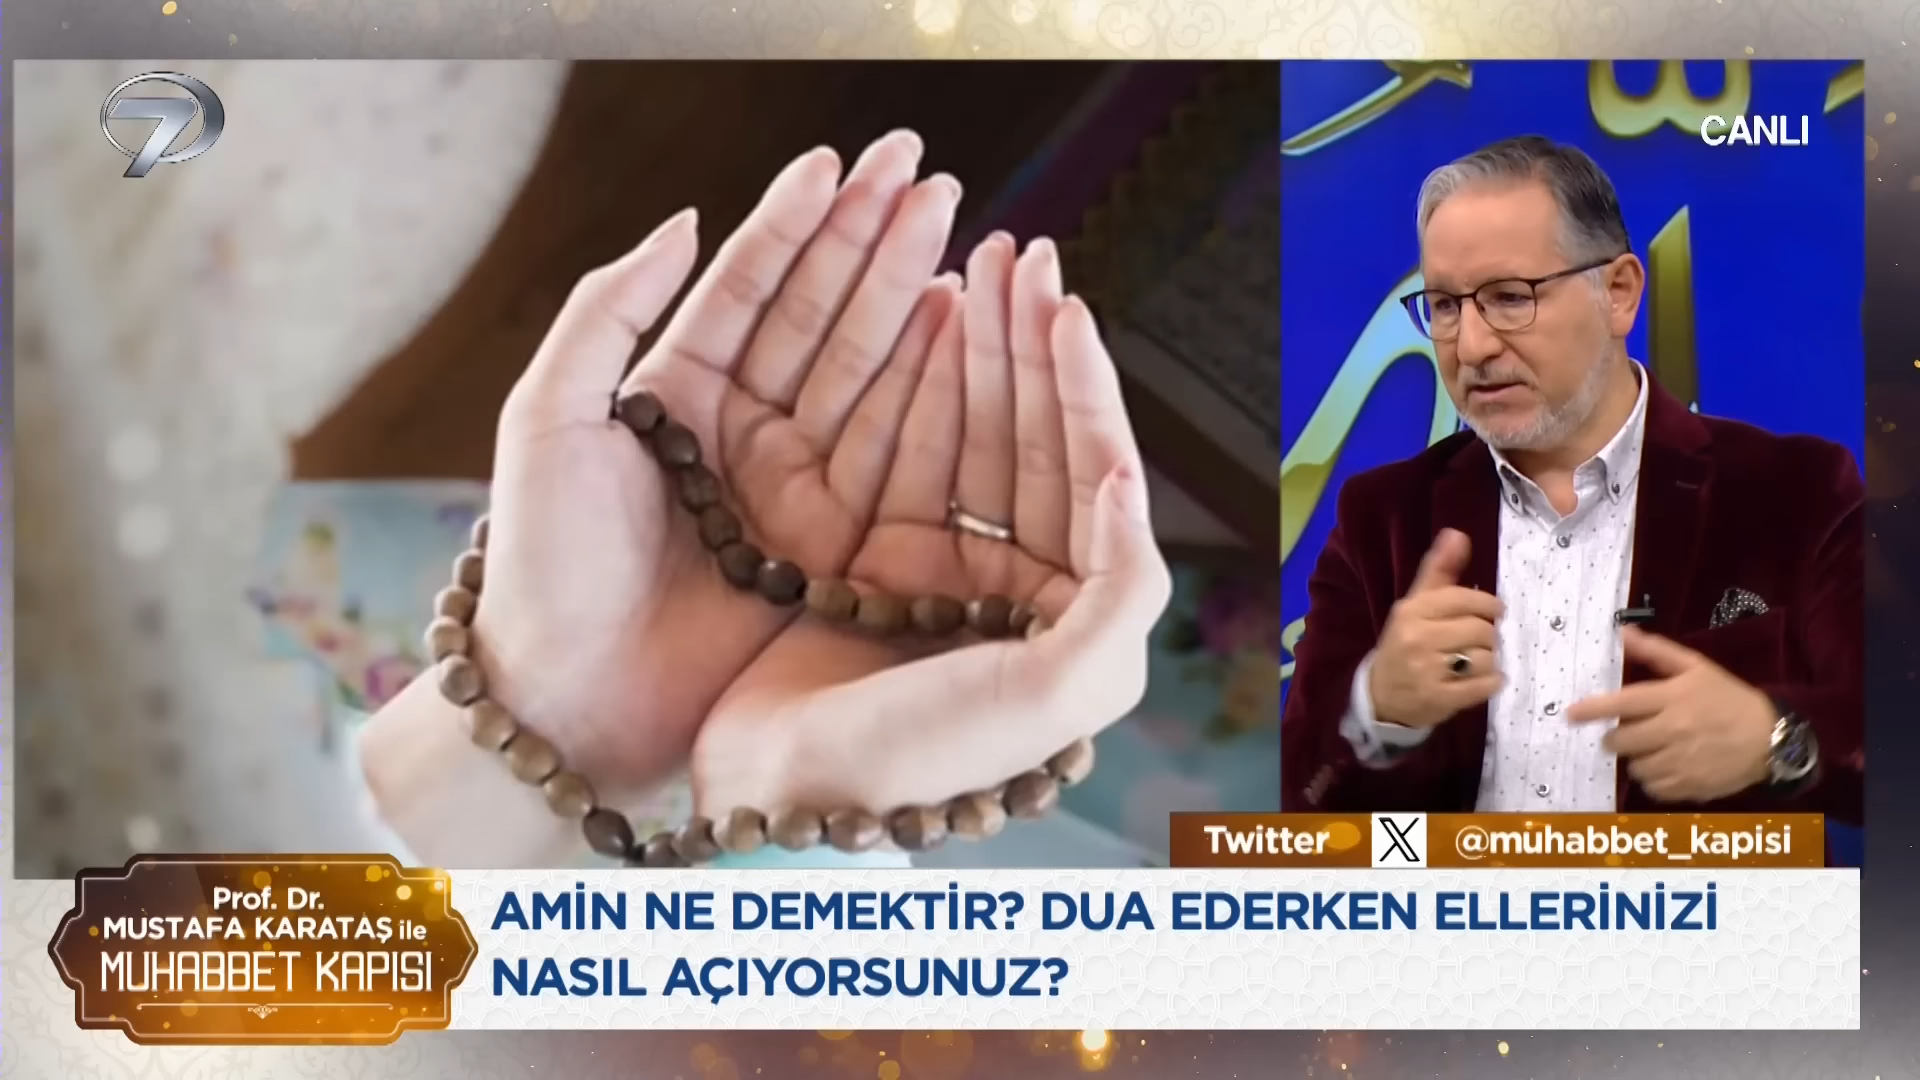 7
CANLI
Twitter X @muhabbet_kapisi
Prof. Dr.
MUSTAFA KARATAŞ ile
MUHABBET KAPISI
AMİN NE DEMEKTİR? DUA EDERKEN ELLERİNİZİ
NASIL AÇIYORSUNUZ?